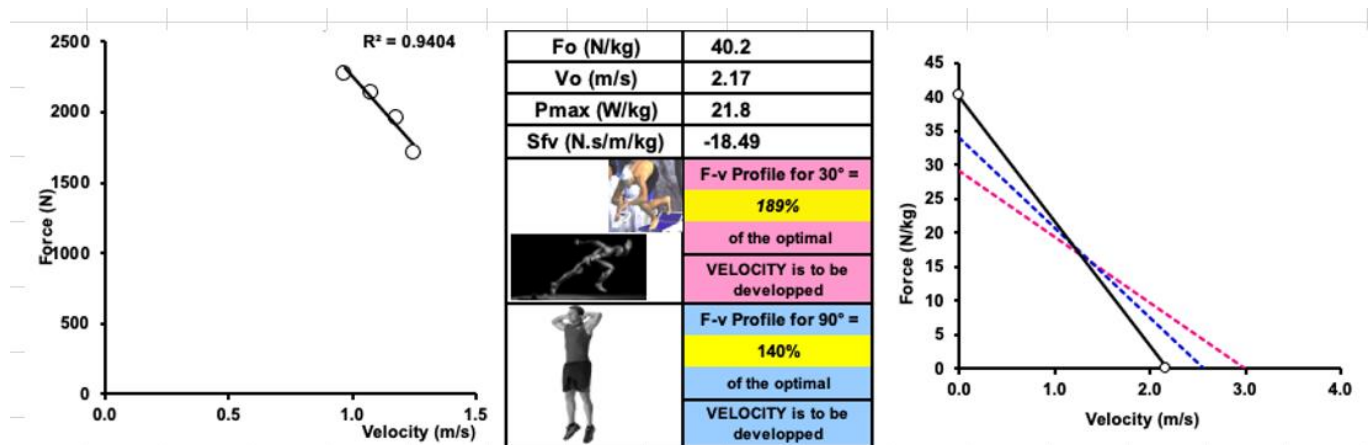 R² = 0.9404
2500
2000
1500
1000
500
0
Force (N)
0.0 0.5 1.0 1.5
Velocity (m/s)
Fo (N/kg) 40.2
Vo (m/s) 2.17
Pmax (W/kg) 21.8
Sfv (N.s/m/kg) -18.49
F-v Profile for 30° =
189%
of the optimal
VELOCITY is to be
developped
F-v Profile for 90° =
140%
of the optimal
VELOCITY is to be
developped
45
40
35
30
25
20
15
10
5
0
Force (N/kg)
0.0 1.0 2.0 3.0 4.0
Velocity (m/s)